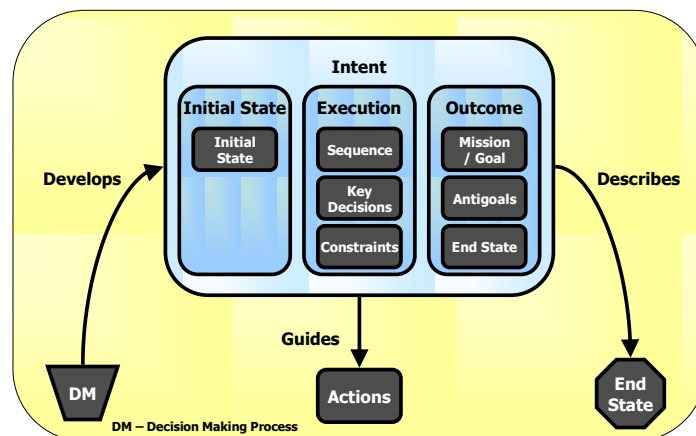 Intent
Initial State
Execution
Outcome
Initial
State
Sequence
Mission
/ Goal
Key
Decisions
Antigoals
Constraints
End State
Develops
Describes
Guides
DM
Actions
End
State
DM – Decision Making Process